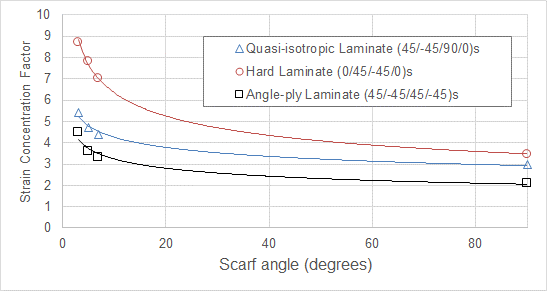 10
9
8
7
6
5
4
3
2
1
0
Strain Concentration Factor
Quasi-isotropic Laminate (45/-45/90/0)s
Hard Laminate (0/45/-45/0)s
Angle-ply Laminate (45/-45/45/-45)s
0 20 40 60 80
Scarf angle (degrees)